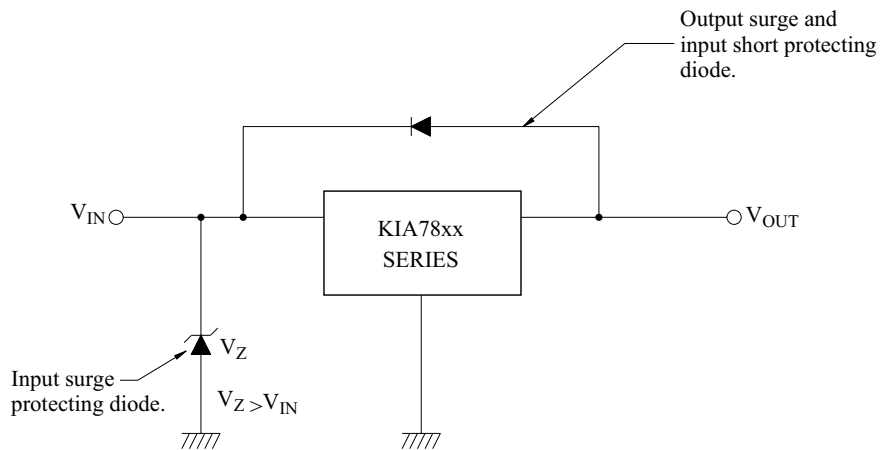 Output surge and
input short protecting
diode.
VIN
KIA78xx
SERIES
VOUT
VZ
Input surge
protecting diode.
VZ >VIN